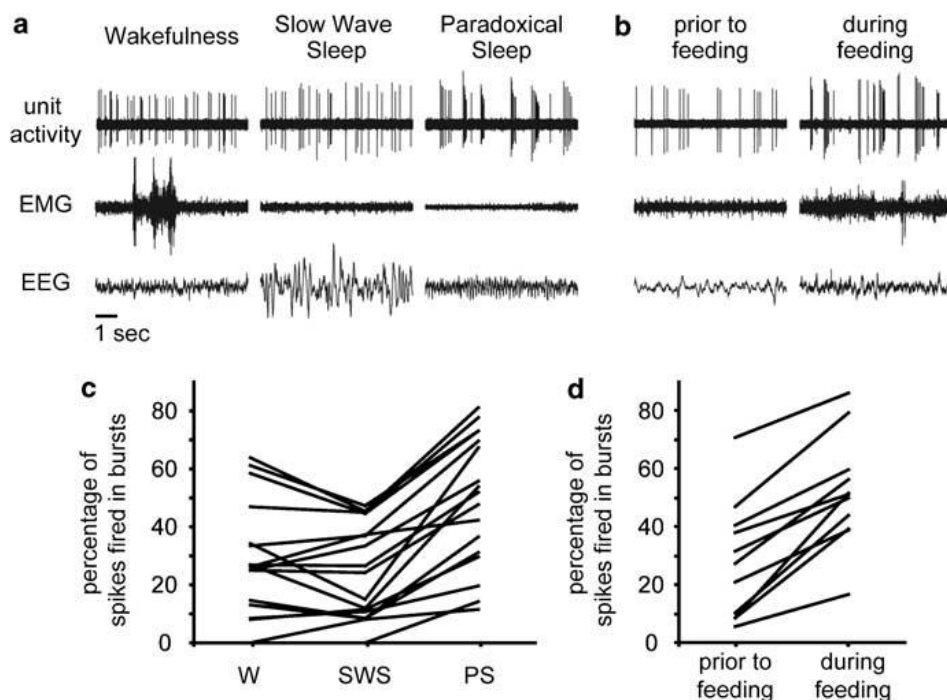 a
Wakefulness
Slow Wave
Sleep
Paradoxical
Sleep
b
prior to
feeding
during
feeding
unit
activity
EMG
EEG
1 sec
c
percentage of
spikes fired in bursts
80
60
40
20
0
W
SWS
PS
d
percentage of
spikes fired in bursts
80
60
40
20
0
prior to
feeding
during
feeding